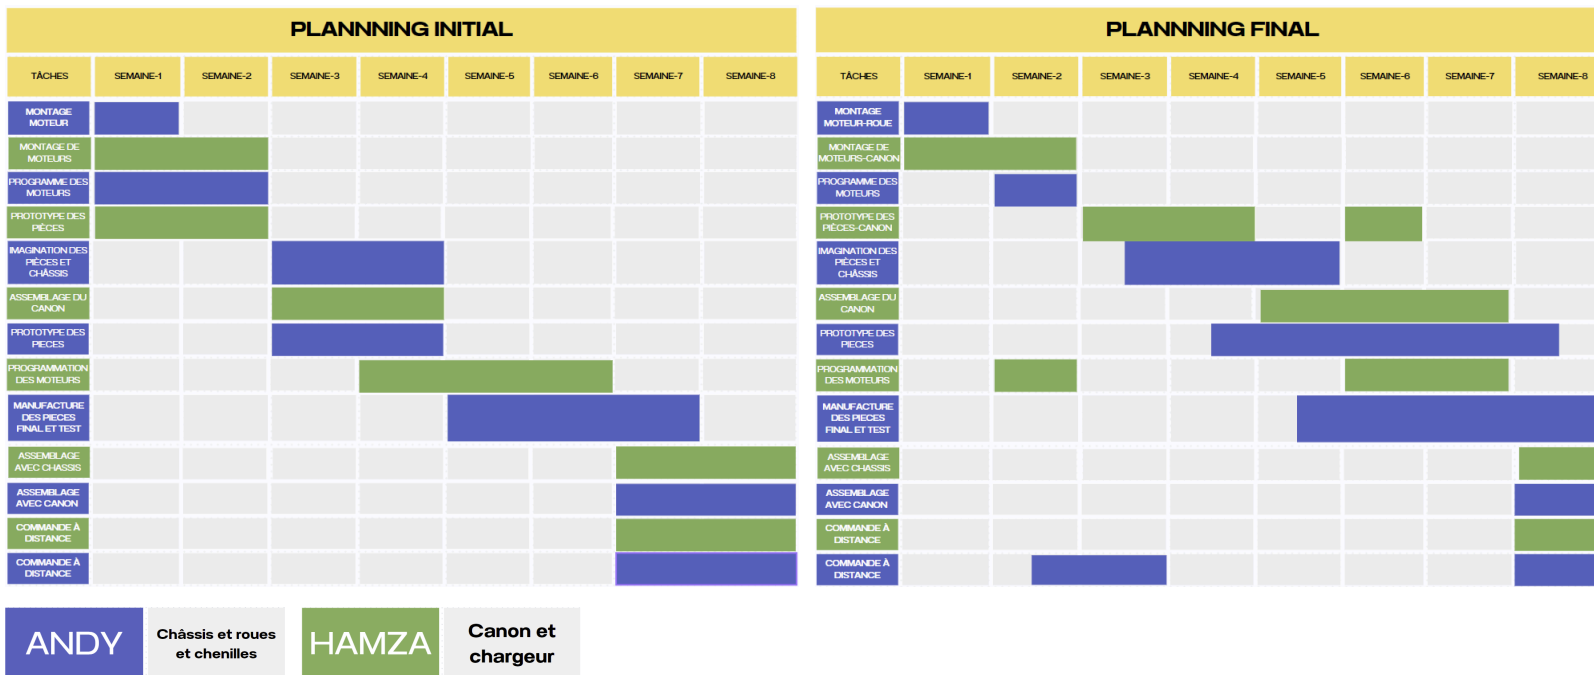 PLANNNING INITIAL
TÂCHES SEMAINE-1 SEMAINE-2 SEMAINE-3 SEMAINE-4 SEMAINE-5 SEMAINE-6 SEMAINE-7 SEMAINE-8
MONTAGE
MOTEUR
MONTAGE DE
MOTEURS
PROGRAMME DES
MOTEURS
PROTOTYPE DES
PIÈCES
IMAGINATION DES
PIÈCES ET
CHÂSSIS
ASSEMBLAGE DU
CANON
PROTOTYPE DES
PIECES
PROGRAMMATION
DES MOTEURS
MANUFACTURE
DES PIECES
FINAL ET TEST
ASSEMBLAGE
AVEC CHASSIS
ASSEMBLAGE
AVEC CANON
COMMANDE À
DISTANCE
COMMANDE À
DISTANCE
PLANNNING FINAL
TÂCHES SEMAINE-1 SEMAINE-2 SEMAINE-3 SEMAINE-4 SEMAINE-5 SEMAINE-6 SEMAINE-7 SEMAINE-8
MONTAGE
MOTEUR-ROUE
MONTAGE DE
MOTEURS-CANON
PROGRAMME DES
MOTEURS
PROTOTYPE DES
PIÈCES-CANON
IMAGINATION DES
PIÈCES ET
CHÂSSIS
ASSEMBLAGE DU
CANON
PROTOTYPE DES
PIECES
PROGRAMMATION
DES MOTEURS
MANUFACTURE
DES PIECES
FINAL ET TEST
ASSEMBLAGE
AVEC CHASSIS
ASSEMBLAGE
AVEC CANON
COMMANDE À
DISTANCE
COMMANDE À
DISTANCE
ANDY
Châssis et roues
et chenilles
HAMZA
Canon et
chargeur